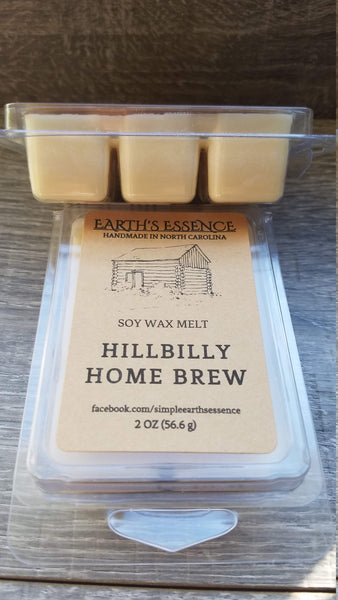 EARTH'S ESSENCE
HANDMADE IN NORTH CAROLINA
SOY WAX MELT
HILLBILLY
HOME BREW
facebook.com/simpleearthsessence
2 OZ (56.6 g)